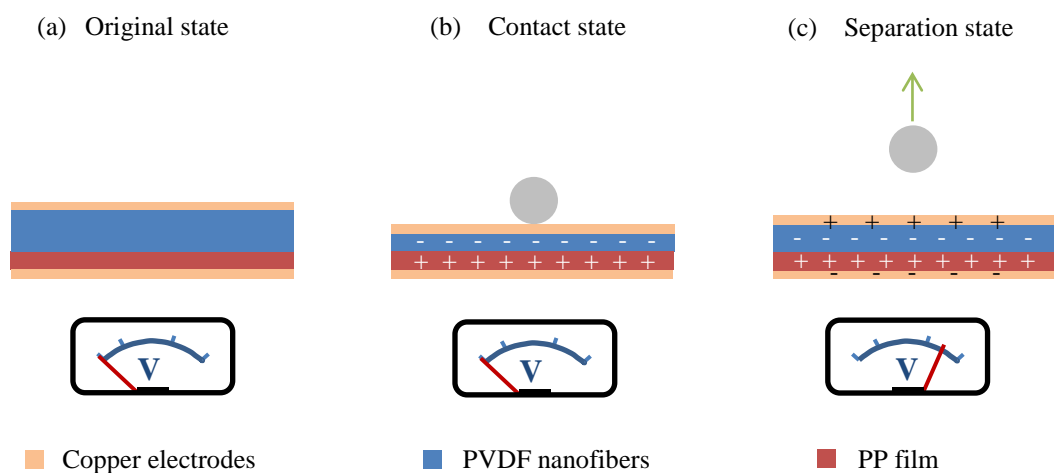 (a) Original state
(b) Contact state
(c) Separation state
- - - - - - - -
+ + + + + + + +
+ + + + +
- - - - - - - - -
+ + + + + + + + +
- - - - -
V
V
V
Copper electrodes
PVDF nanofibers
PP film